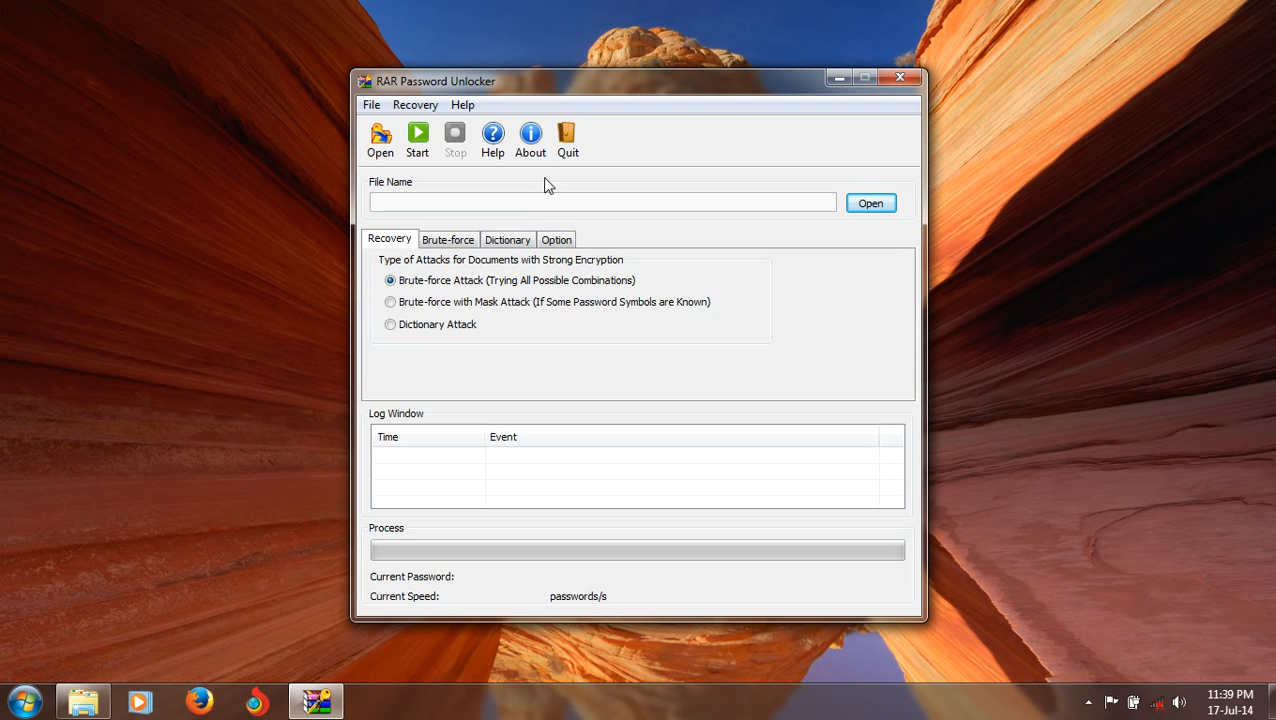 RAR Password Unlocker
File Recovery Help
Open Start Stop Help About Quit
File Name
Open
Recovery Brute-force Dictionary Option
Type of Attacks for Documents with Strong Encryption
Brute-force Attack (Trying All Possible Combinations)
Brute-force with Mask Attack (If Some Password Symbols are Known)
Dictionary Attack
Log Window
Time Event
Process
Current Password:
Current Speed: passwords/s
11:39 PM
17-Jul-14